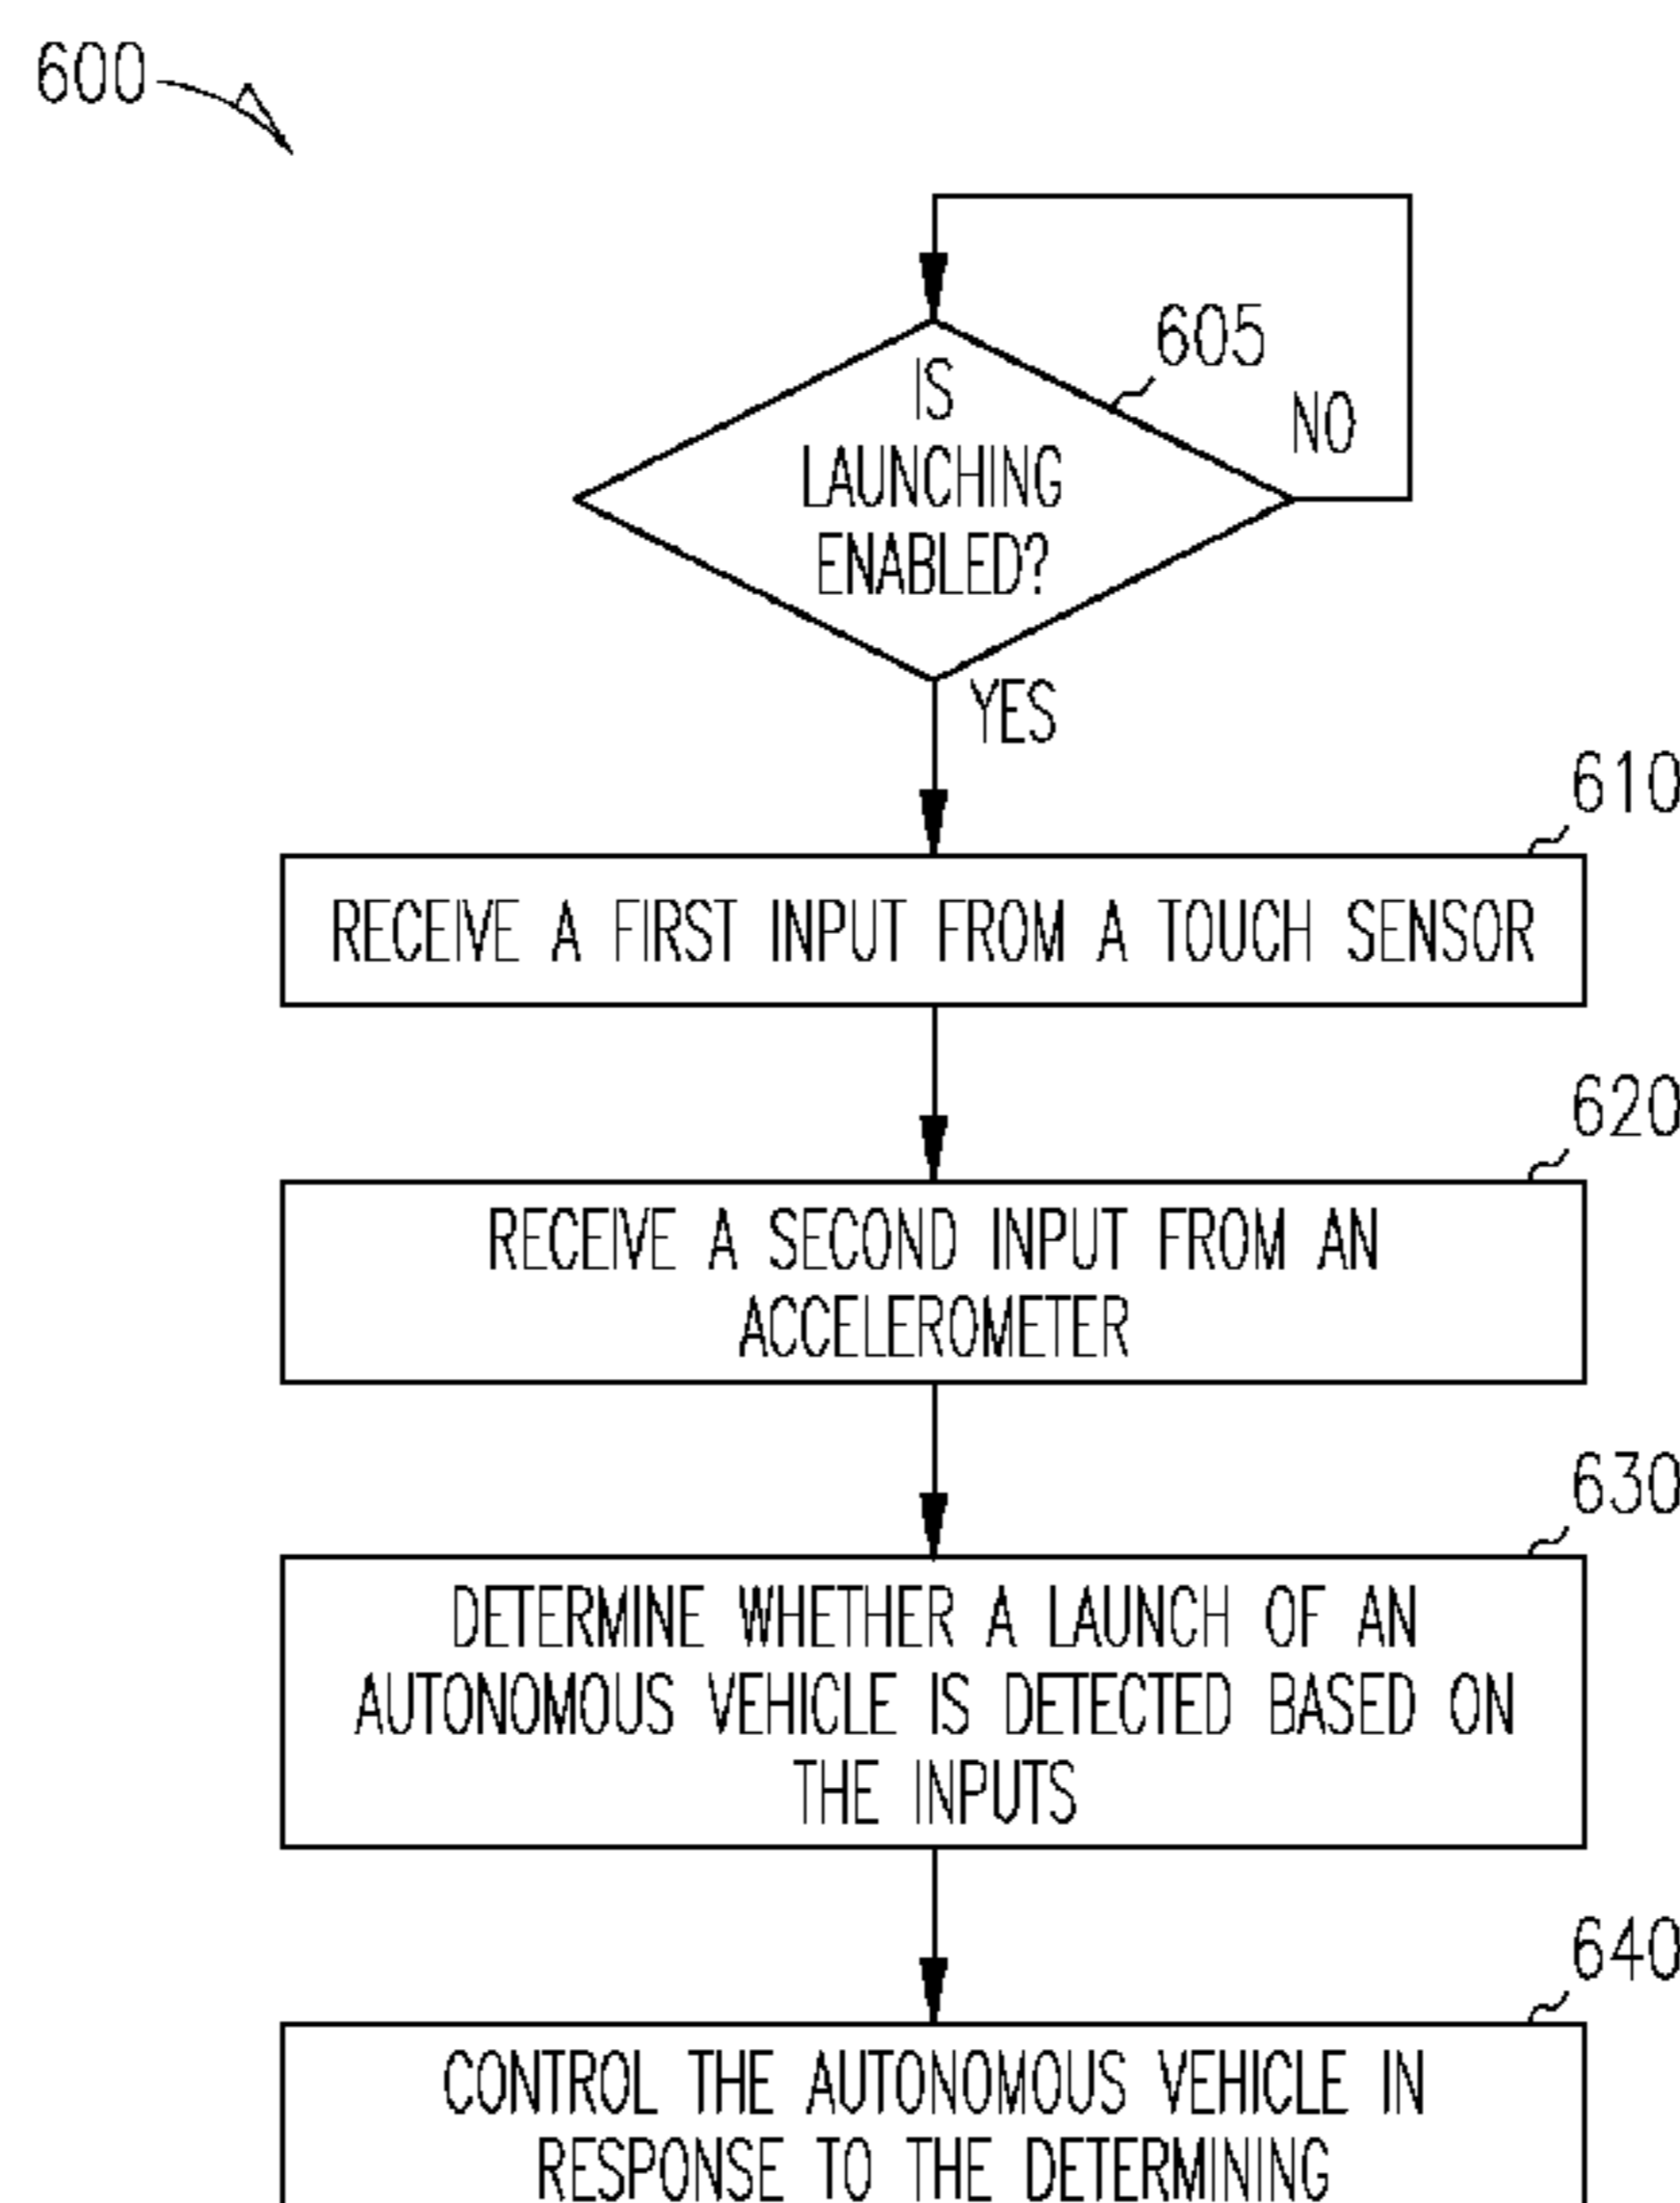 600
605
IS
LAUNCHING
ENABLED?
NO
YES
610
RECEIVE A FIRST INPUT FROM A TOUCH SENSOR
620
RECEIVE A SECOND INPUT FROM AN
ACCELEROMETER
630
DETERMINE WHETHER A LAUNCH OF AN
AUTONOMOUS VEHICLE IS DETECTED BASED ON
THE INPUTS
640
CONTROL THE AUTONOMOUS VEHICLE IN
RESPONSE TO THE DETERMINING